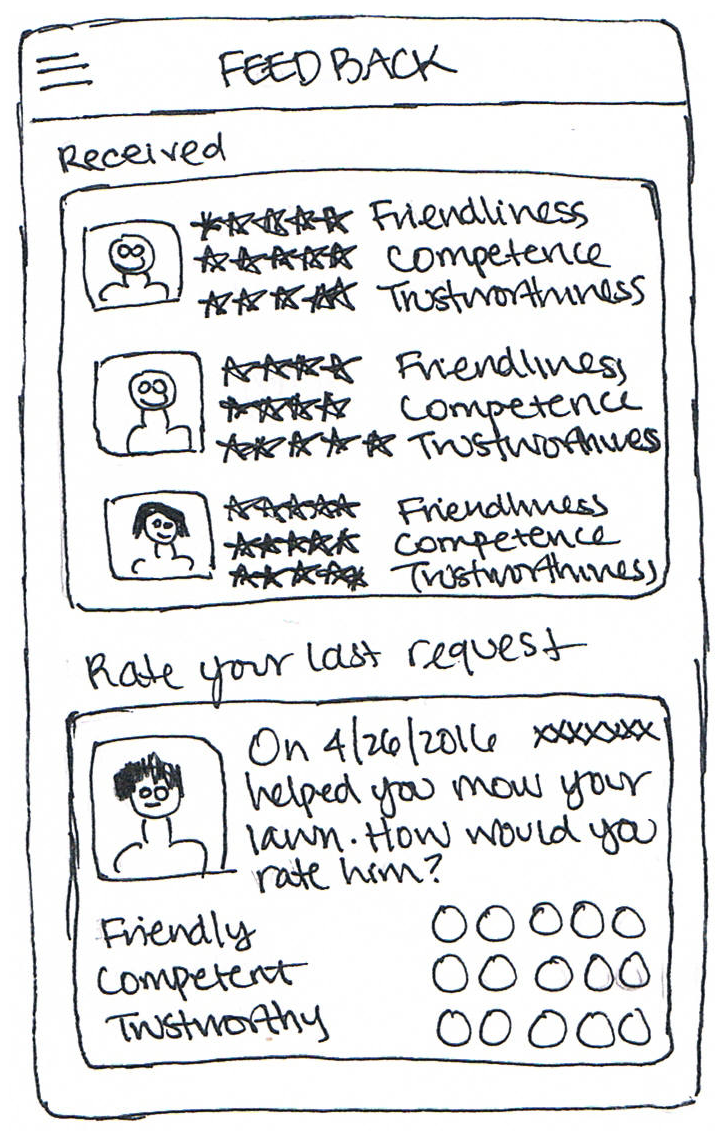 FEEDBACK
Received
Friendliness
Competence
Trustworthiness
Friendliness
Competence
Trustworthines
Friendliness
Competence
Trustworthiness
Rate your last request
On 4/26/2016 xxxxxxx
helped you mow your
lawn. How would you
rate him?
Friendly
Competent
Trustworthy